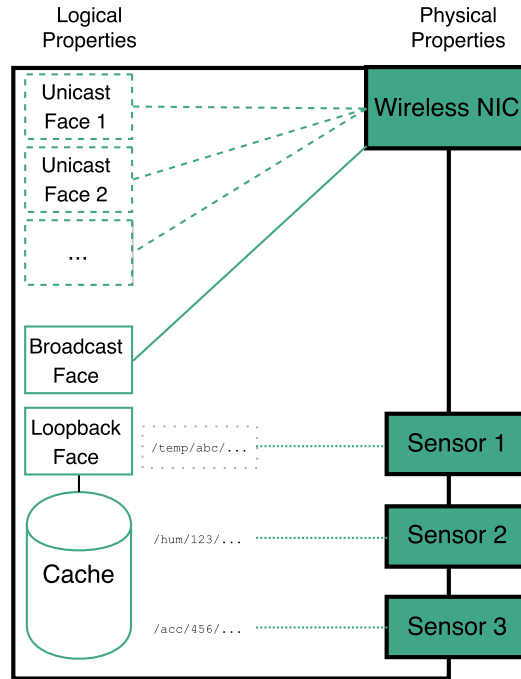 Logical
Properties
Physical
Properties
Unicast
Face 1
Wireless NIC
Unicast
Face 2
...
Broadcast
Face
Loopback
Face
/temp/abc/...
Sensor 1
/hum/123/...
Sensor 2
Cache
/acc/456/...
Sensor 3